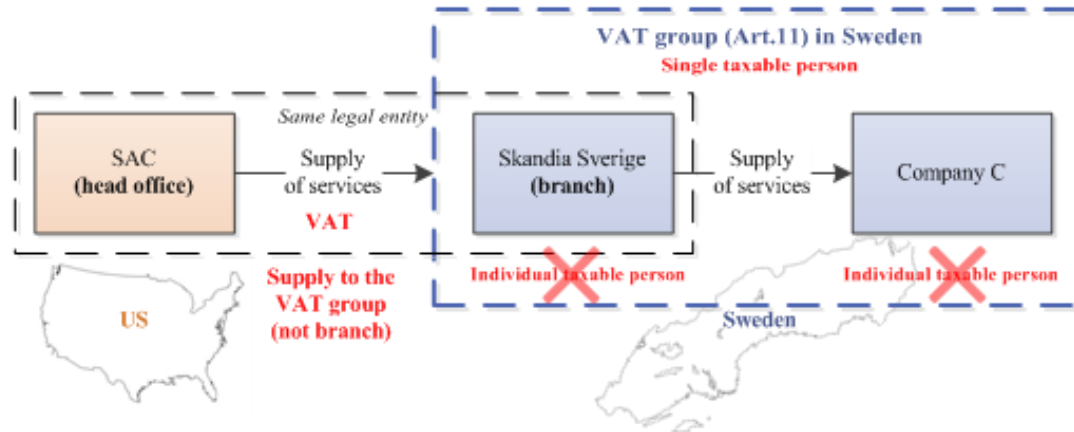 VAT group (Art.11) in Sweden
Single taxable person
Same legal entity
SAC
(head office)
Supply
of services
VAT
Skandia Sverige
(branch)
Supply
of services
Company C
Supply to the
VAT group
(not branch)
Individual taxable person
Individual taxable person
US
Sweden